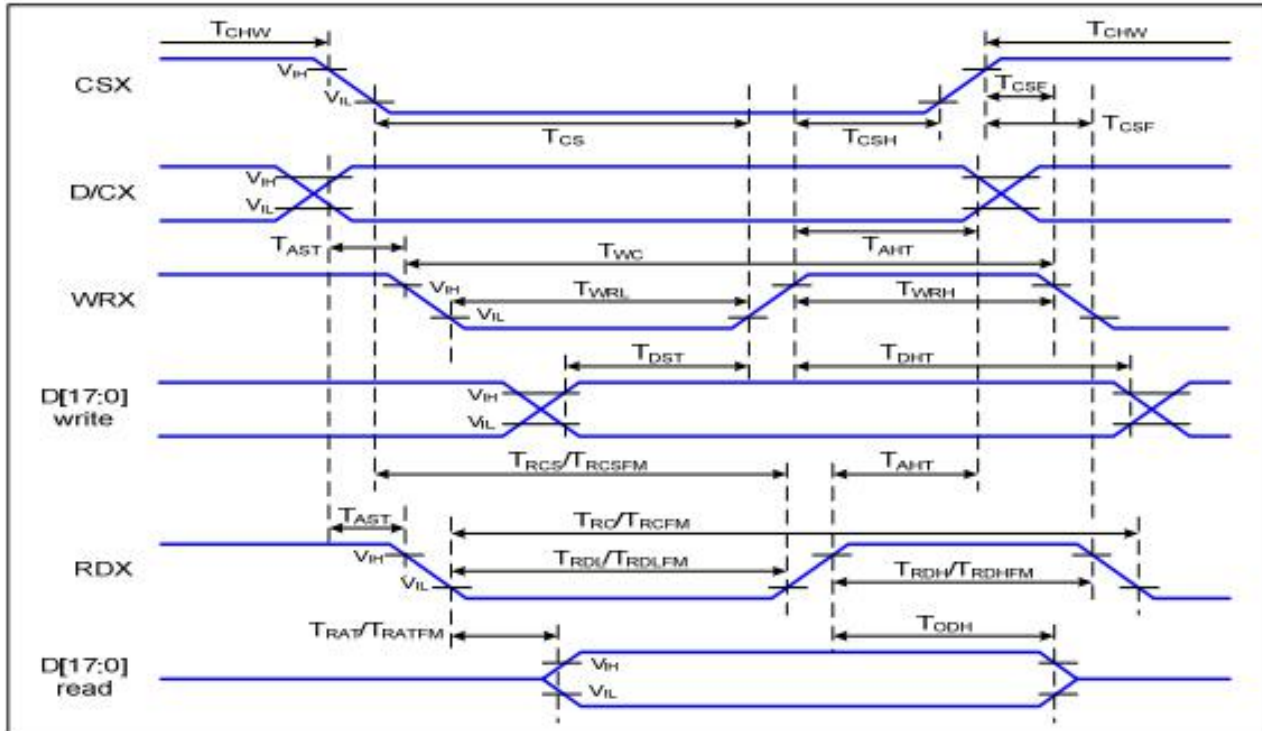 TCHW TCHW
VIH
CSX
VIL
TCSF
TCS TCSH TCSF
VIH
D/CX
VIL
TAST TWC TAHT
VIH
WRX TWRL TWRH
VIL
TDST TDHT
D[17:0] VIH
write VIL
TRCS/TRCSFM TAHT
TAST TRC/TRCFM
VIH
RDX TRDL/TRDLFM
VIL TRDH/TRDHFM
TRAT/TRATFM TODH
D[17:0] VIH
read VIL